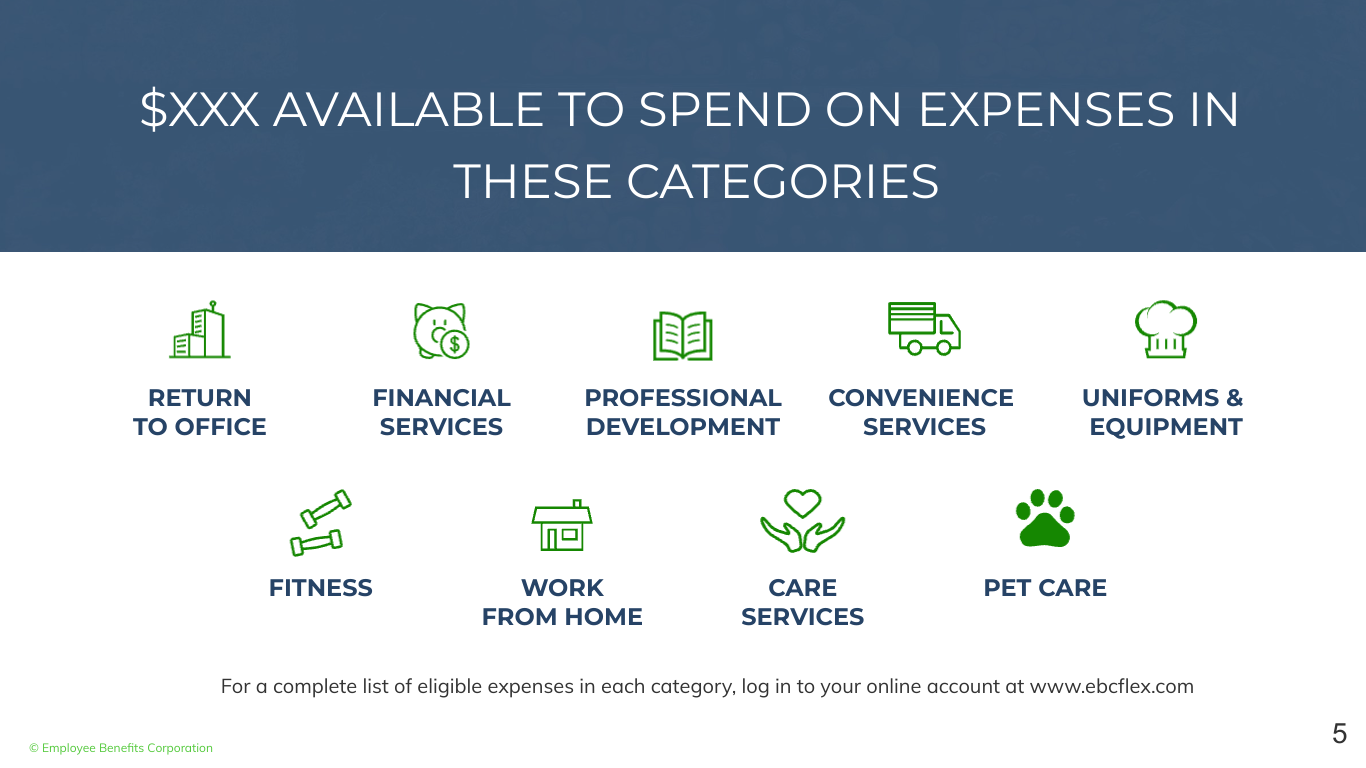 $XXX AVAILABLE TO SPEND ON EXPENSES IN
THESE CATEGORIES
RETURN
TO OFFICE
FINANCIAL
SERVICES
PROFESSIONAL
DEVELOPMENT
CONVENIENCE
SERVICES
UNIFORMS &
EQUIPMENT
FITNESS
WORK
FROM HOME
CARE
SERVICES
PET CARE
For a complete list of eligible expenses in each category, log in to your online account at www.ebcflex.com
© Employee Benefits Corporation
5